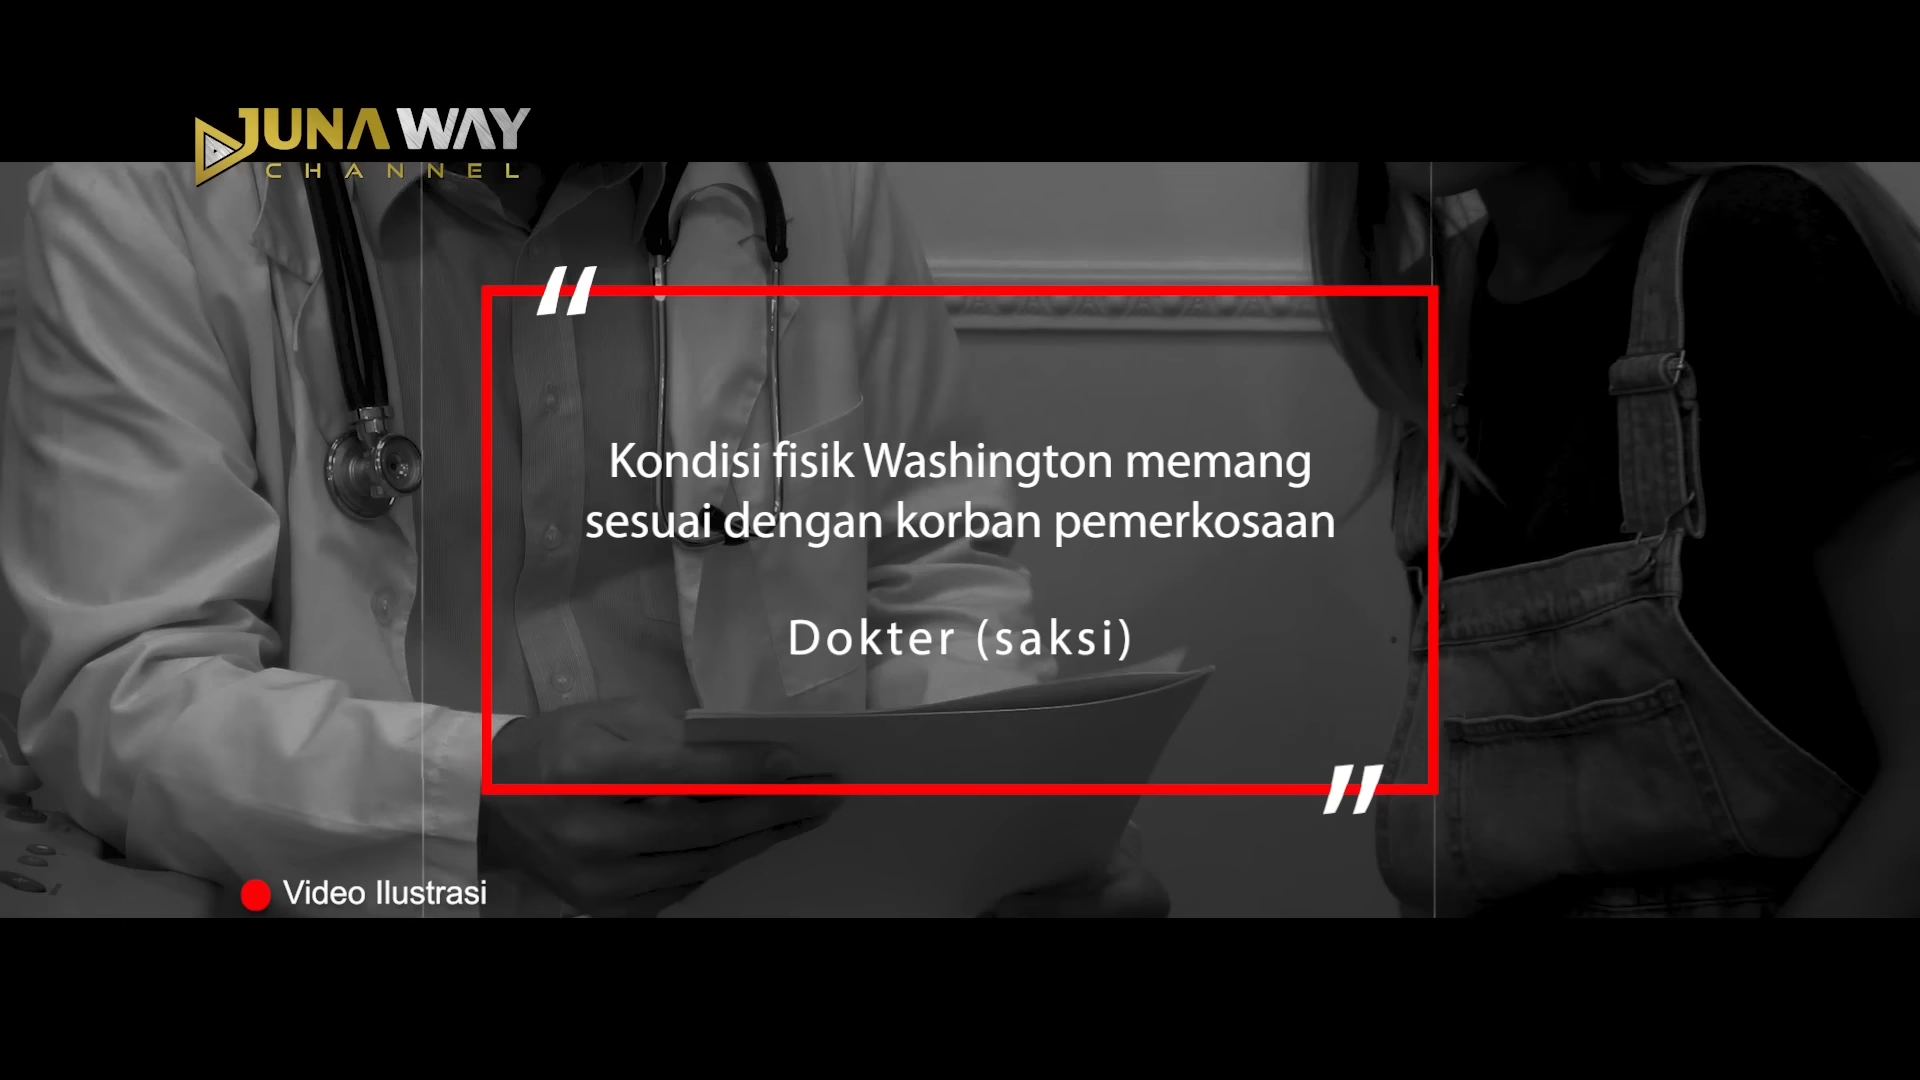 JUNA WAY
CHANNEL
“
Kondisi fisik Washington memang
sesuai dengan korban pemerkosaan
Dokter (saksi)
”
Video Ilustrasi